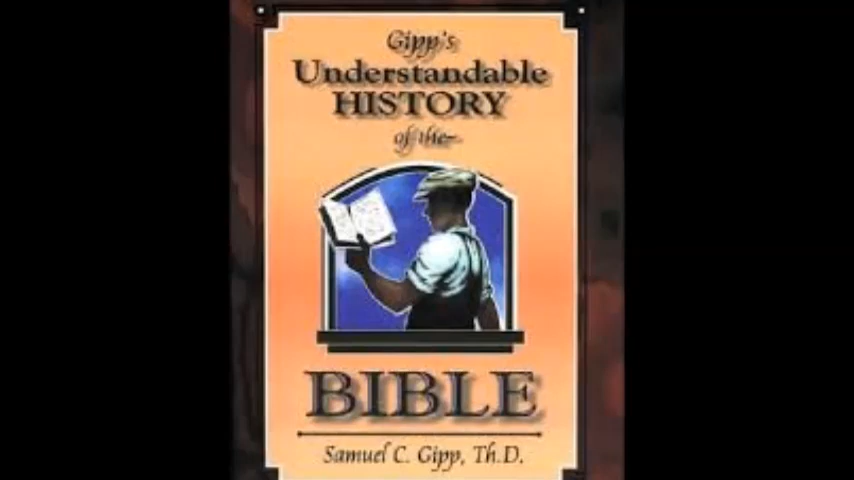 Gipp's
Understandable
HISTORY
of the
BIBLE
Samuel C. Gipp, Th.D.